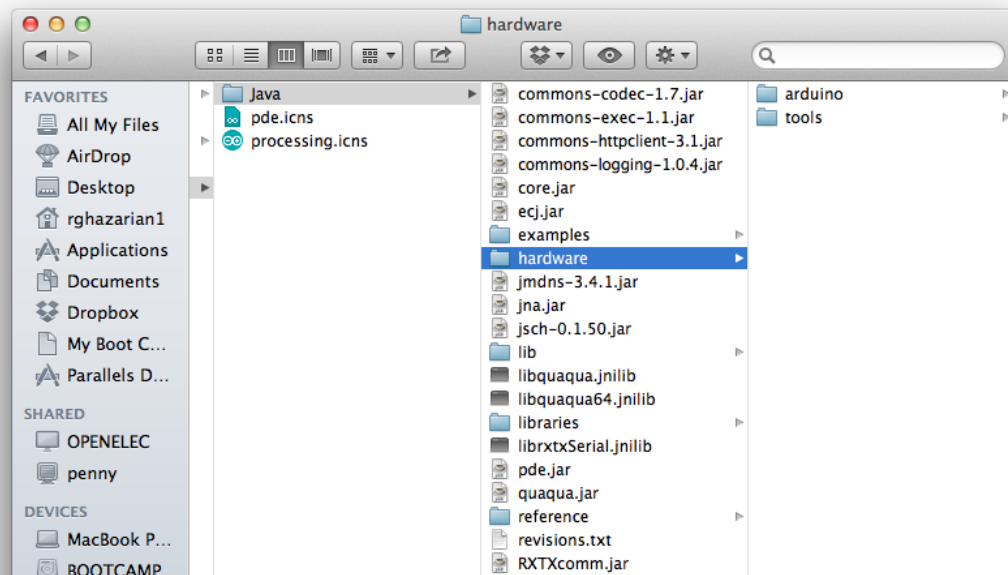 hardware
FAVORITES
All My Files
AirDrop
Desktop
rghazarian1
Applications
Documents
Dropbox
My Boot C...
Parallels D...
SHARED
OPENELEC
penny
DEVICES
MacBook P...
BOOTCAMP
Java
pde.icns
processing.icns
commons-codec-1.7.jar
commons-exec-1.1.jar
commons-httpclient-3.1.jar
commons-logging-1.0.4.jar
core.jar
ecj.jar
examples
hardware
jmdns-3.4.1.jar
jna.jar
jsch-0.1.50.jar
lib
libquaqua.jnilib
libquaqua64.jnilib
libraries
librxtxSerial.jnilib
pde.jar
quaqua.jar
reference
revisions.txt
RXTXcomm.jar
arduino
tools